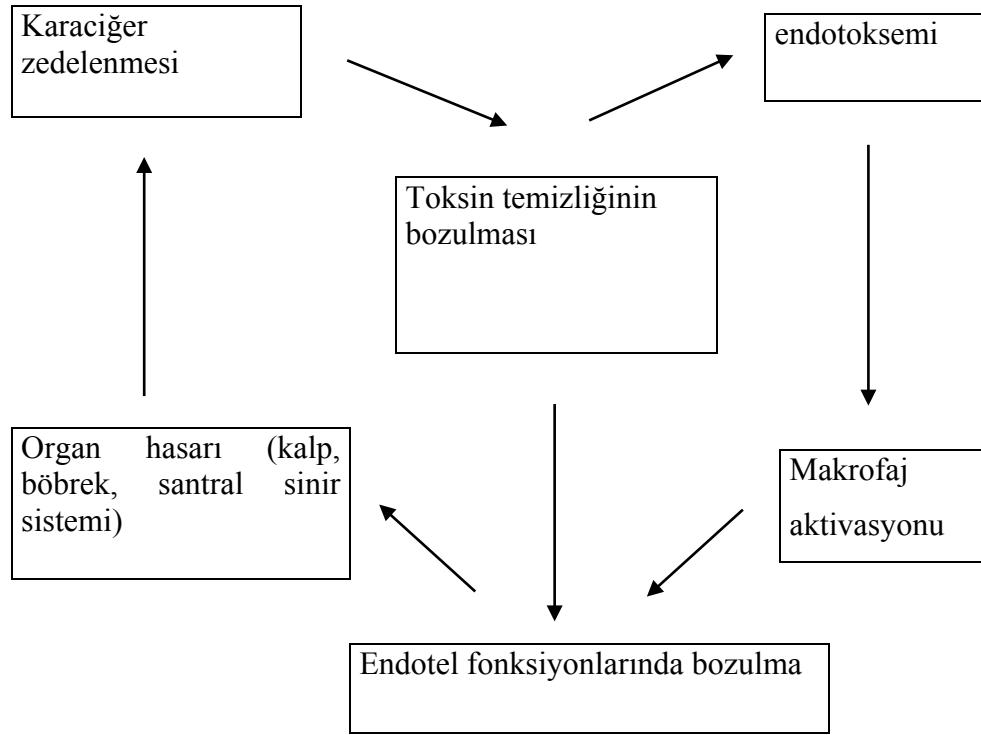 Karaciğer
zedelenmesi
endotoksemi
Toksin temizliğinin
bozulması
Organ hasarı (kalp,
böbrek, santral sinir
sistemi)
Makrofaj
aktivasyonu
Endotel fonksiyonlarında bozulma